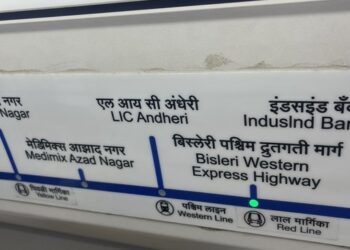 नगर
Nagar
मेडिमिक्स आझाद नगर
Medimix Azad Nagar
एल आय सी अंधेरी
LIC Andheri
बिस्लेरी पश्चिम द्रुतगती मार्ग
Bisleri Western
Express Highway
इंडसइंड बँक
IndusInd Ban
पिवळी मार्गिका
Yellow Line
पश्चिम लाइन
Western Line
लाल मार्गिका
Red Line